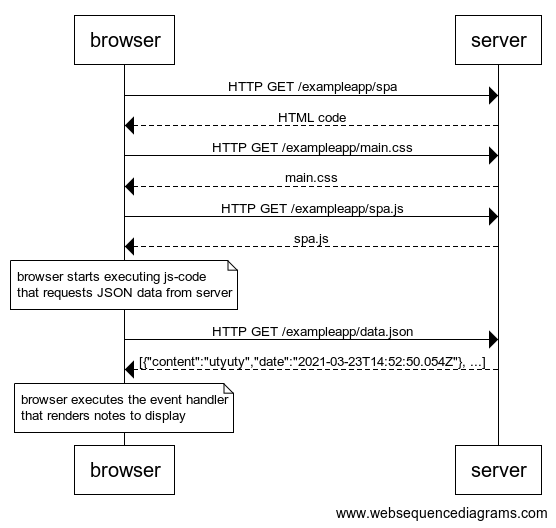 browser
server
HTTP GET /exampleapp/spa
HTML code
HTTP GET /exampleapp/main.css
main.css
HTTP GET /exampleapp/spa.js
spa.js
browser starts executing js-code
that requests JSON data from server
HTTP GET /exampleapp/data.json
[{"content":"utyuty","date":"2021-03-23T14:52:50.054Z"}, ...]
browser executes the event handler
that renders notes to display
browser
server
www.websequencediagrams.com